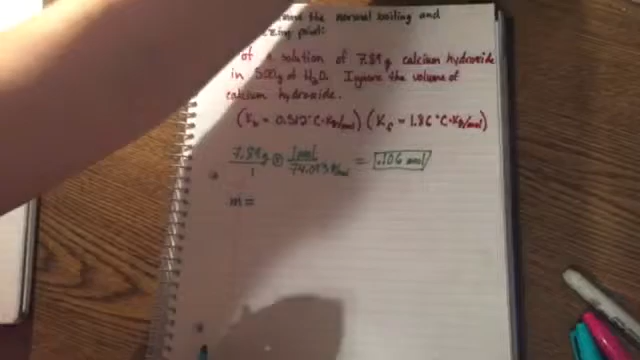 the normal boiling and
point:
of a solution of 7.89g calcium hydroxide
in 500g of H₂O. Ignore the volume of
calcium hydroxide.
(K_b = 0.512°C·Kg/mol) (K_f = 1.86°C·Kg/mol)
7.89g 1mol = .106 mol
1 74.093g/mol
m =